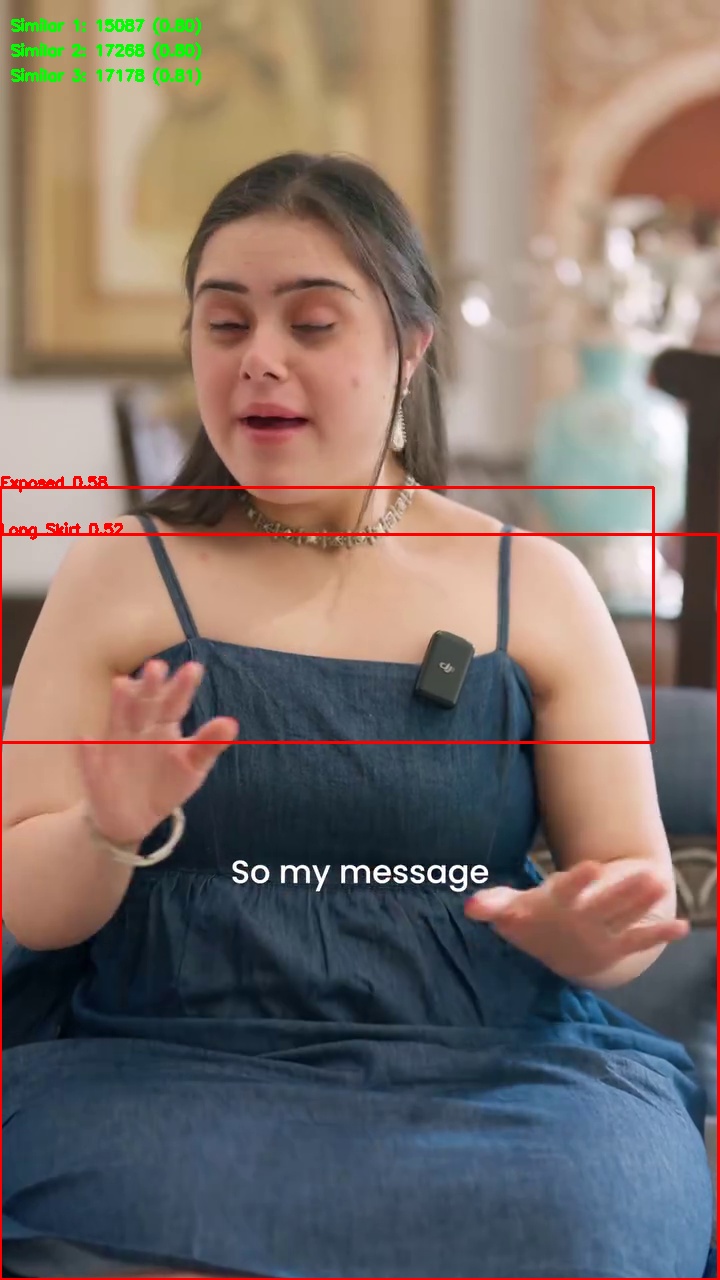 Similar 1: 15087 (0.80)
Similar 2: 17268 (0.80)
Similar 3: 17178 (0.81)
Exposed 0.58
Long Skirt 0.52
So my message